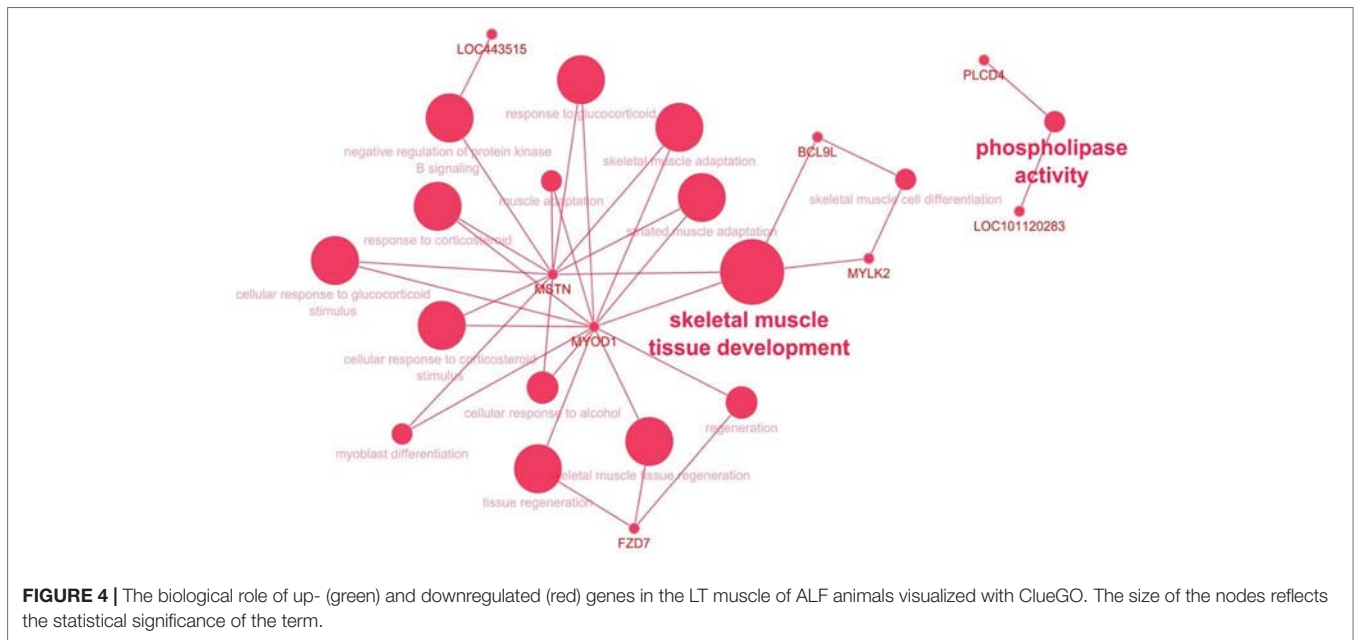 LOC443515
PLCD4
response to glucocorticoid
BCL9L
phospholipase
activity
negative regulation of protein kinase
B signaling
skeletal muscle adaptation
muscle adaptation
skeletal muscle cell differentiation
LOC101120283
response to corticosteroid
striated muscle adaptation
MYLK2
MSTN
cellular response to glucocorticoid
stimulus
skeletal muscle
tissue development
MYOD1
cellular response to corticosteroid
stimulus
cellular response to alcohol
regeneration
myoblast differentiation
skeletal muscle tissue regeneration
tissue regeneration
FZD7
FIGURE 4 | The biological role of up- (green) and downregulated (red) genes in the LT muscle of ALF animals visualized with ClueGO. The size of the nodes reflects
the statistical significance of the term.